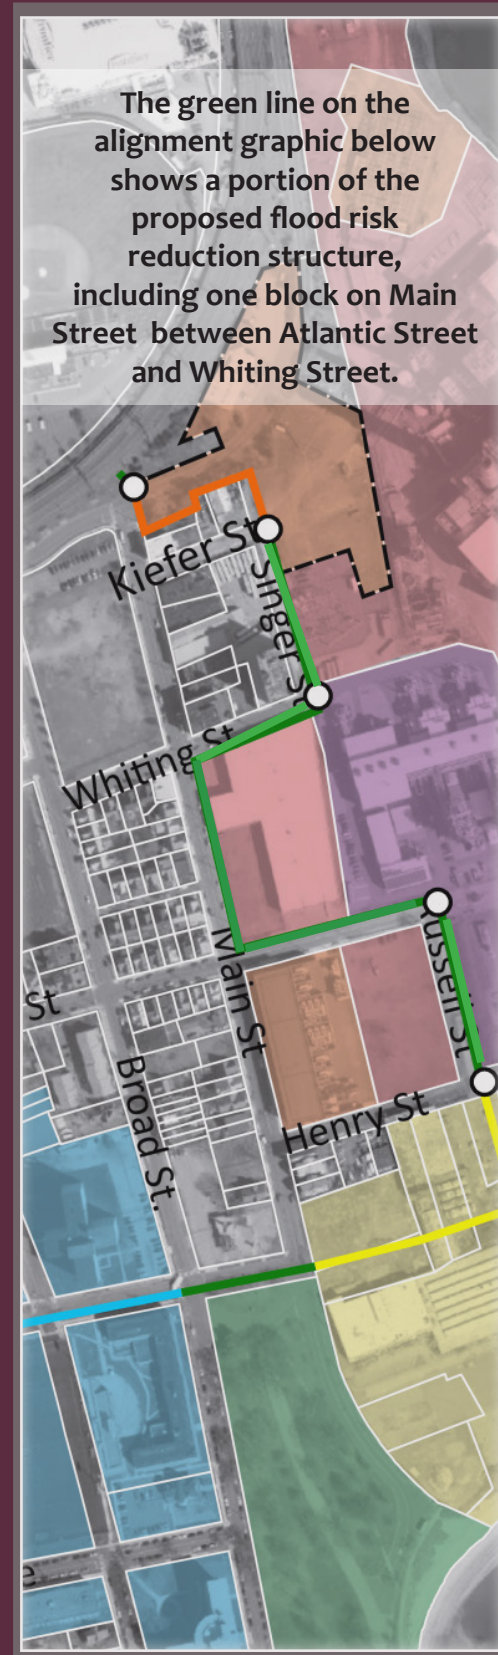 The green line on the
alignment graphic below
shows a portion of the
proposed flood risk
reduction structure,
including one block on Main
Street between Atlantic Street
and Whiting Street.
Kiefer St
Singer St
Whiting St
Main St
Russell St
St
Broad St.
Henry St
e